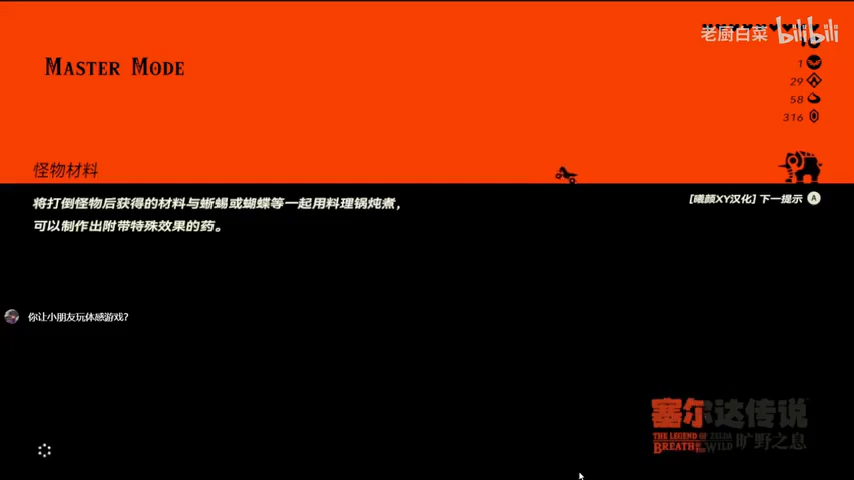 老厨白菜 bilibili
MASTER MODE
1
29
58
316
怪物材料
将打倒怪物后获得的材料与蜥蜴或蝴蝶等一起用料理锅炖煮，
可以制作出附带特殊效果的药。
[曦颜XY汉化] 下一提示 A
你让小朋友玩体感游戏？
塞尔达传说
THE LEGEND OF ZELDA
BREATH OF THE WILD 旷野之息